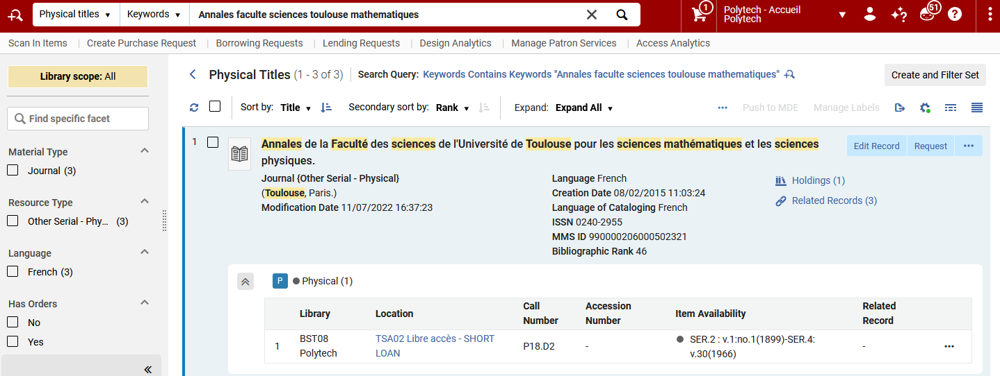 Physical titles Keywords Annales faculte sciences toulouse mathematiques 1 Polytech - Accueil 51
Polytech
Scan In Items Create Purchase Request Borrowing Requests Lending Requests Design Analytics Manage Patron Services Access Analytics
Library scope: All
Physical Titles (1 - 3 of 3) Search Query: Keywords Contains Keywords "Annales faculte sciences toulouse mathematiques" Create and Filter Set
Find specific facet
Sort by: Title Secondary sort by: Rank Expand: Expand All Push to MDE Manage Labels
Material Type
Journal (3)
Resource Type
Other Serial - Phy... (3)
Language
French (3)
Has Orders
No
Yes
1 Annales de la Faculté des sciences de l'Université de Toulouse pour les sciences mathématiques et les sciences
physiques.
Edit Record Request
Journal {Other Serial - Physical}
(Toulouse, Paris.)
Modification Date 11/07/2022 16:37:23
Language French
Creation Date 08/02/2015 11:03:24
Language of Cataloging French
ISSN 0240-2955
MMS ID 990000206000502321
Bibliographic Rank 46
Holdings (1)
Related Records (3)
P Physical (1)
Library Location Call Number Accession Number Item Availability Related Record
1 BST08 Polytech TSA02 Libre accès - SHORT LOAN P18.D2 - SER.2 : v.1:no.1(1899)-SER.4: v.30(1966) -